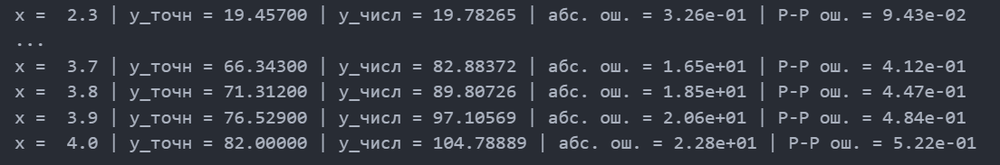 x =  2.3 | y_точн = 19.45700 | y_числ = 19.78265 | абс. ош. = 3.26e-01 | Р-Р ош. = 9.43e-02
...
x =  3.7 | y_точн = 66.34300 | y_числ = 82.88372 | абс. ош. = 1.65e+01 | Р-Р ош. = 4.12e-01
x =  3.8 | y_точн = 71.31200 | y_числ = 89.80726 | абс. ош. = 1.85e+01 | Р-Р ош. = 4.47e-01
x =  3.9 | y_точн = 76.52900 | y_числ = 97.10569 | абс. ош. = 2.06e+01 | Р-Р ош. = 4.84e-01
x =  4.0 | y_точн = 82.00000 | y_числ = 104.78889 | абс. ош. = 2.28e+01 | Р-Р ош. = 5.22e-01